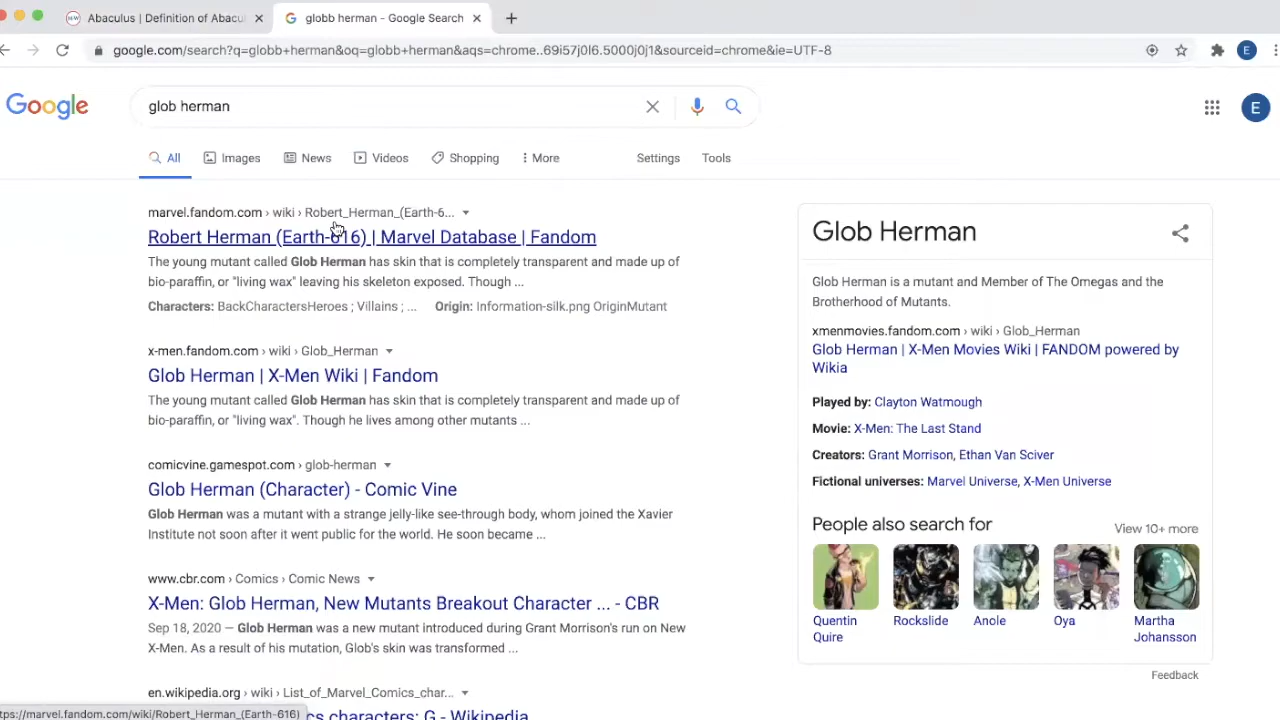 Abaculus | Definition of Abacu
globb herman - Google Search
google.com/search?q=globb+herman&oq=globb+herman&aqs=chrome..69i57j0l6.5000j0j1&sourceid=chrome&ie=UTF-8
E
Google
glob herman
E
All
Images
News
Videos
Shopping
More
Settings
Tools
marvel.fandom.com › wiki › Robert_Herman_(Earth-6...
Robert Herman (Earth-616) | Marvel Database | Fandom
The young mutant called Glob Herman has skin that is completely transparent and made up of
bio-paraffin, or "living wax" leaving his skeleton exposed. Though ...
Characters: BackCharactersHeroes ; Villains ; ... Origin: Information-silk.png OriginMutant
x-men.fandom.com › wiki › Glob_Herman
Glob Herman | X-Men Wiki | Fandom
The young mutant called Glob Herman has skin that is completely transparent and made up of
bio-paraffin, or "living wax". Though he lives among other mutants ...
comicvine.gamespot.com › glob-herman
Glob Herman (Character) - Comic Vine
Glob Herman was a mutant with a strange jelly-like see-through body, whom joined the Xavier
Institute not soon after it went public for the world. He soon became ...
www.cbr.com › Comics › Comic News
X-Men: Glob Herman, New Mutants Breakout Character ... - CBR
Sep 18, 2020 — Glob Herman was a new mutant introduced during Grant Morrison's run on New
X-Men. As a result of his mutation, Glob's skin was transformed ...
en.wikipedia.org › wiki › List_of_Marvel_Comics_char...
cs characters: G - Wikipedia
tps://marvel.fandom.com/wiki/Robert_Herman_(Earth-616)
Glob Herman
Glob Herman is a mutant and Member of The Omegas and the
Brotherhood of Mutants.
xmenmovies.fandom.com › wiki › Glob_Herman
Glob Herman | X-Men Movies Wiki | FANDOM powered by
Wikia
Played by: Clayton Watmough
Movie: X-Men: The Last Stand
Creators: Grant Morrison, Ethan Van Sciver
Fictional universes: Marvel Universe, X-Men Universe
People also search for
View 10+ more
Quentin
Quire
Rockslide
Anole
Oya
Martha
Johansson
Feedback